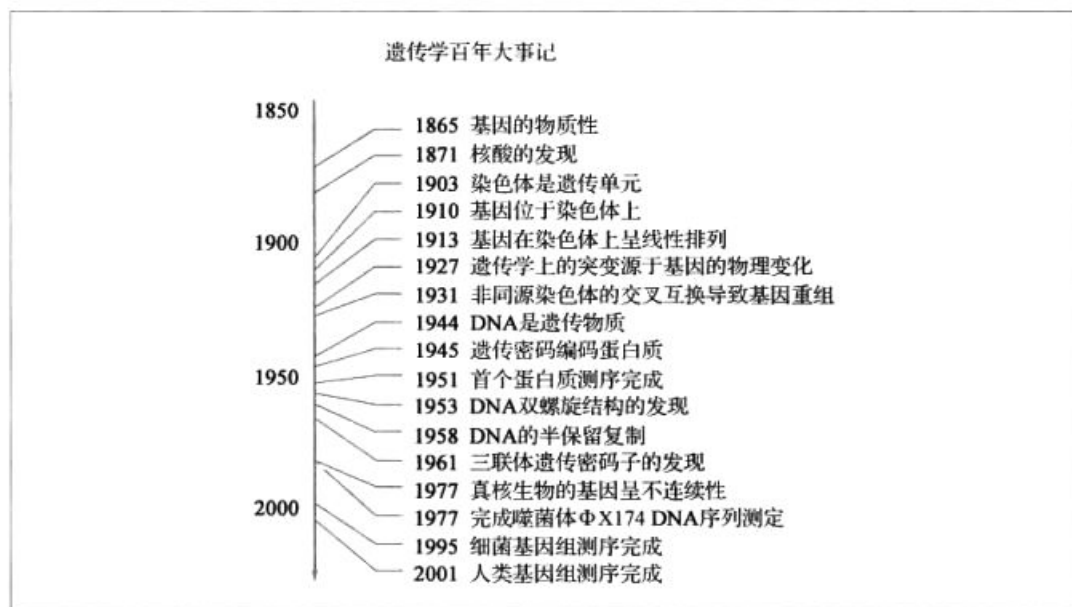 遗传学百年大事记
1850
1865 基因的物质性
1871 核酸的发现
1903 染色体是遗传单元
1910 基因位于染色体上
1900
1913 基因在染色体上呈线性排列
1927 遗传学上的突变源于基因的物理变化
1931 非同源染色体的交叉互换导致基因重组
1944 DNA是遗传物质
1945 遗传密码编码蛋白质
1950
1951 首个蛋白质测序完成
1953 DNA双螺旋结构的发现
1958 DNA的半保留复制
1961 三联体遗传密码子的发现
1977 真核生物的基因呈不连续性
2000
1977 完成噬菌体ΦX174 DNA序列测定
1995 细菌基因组测序完成
2001 人类基因组测序完成